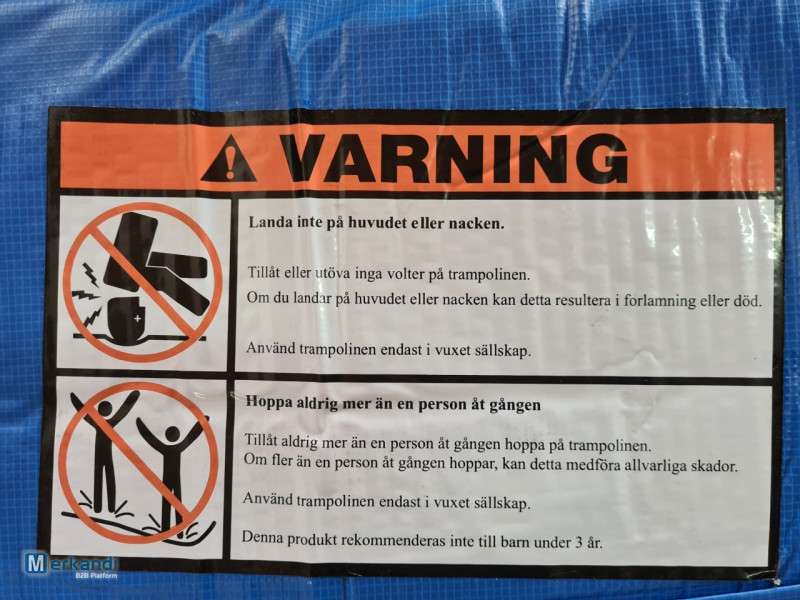 VARNING
Landa inte på huvudet eller nacken.
Tillåt eller utöva inga volter på trampolinen.
Om du landar på huvudet eller nacken kan detta resultera i forlamning eller död.
Använd trampolinen endast i vuxet sällskap.
Hoppa aldrig mer än en person åt gången
Tillåt aldrig mer än en person åt gången hoppa på trampolinen.
Om fler än en person åt gången hoppar, kan detta medföra allvarliga skador.
Använd trampolinen endast i vuxet sällskap.
Denna produkt rekommenderas inte till barn under 3 år.
Merkandi
B2B Platform